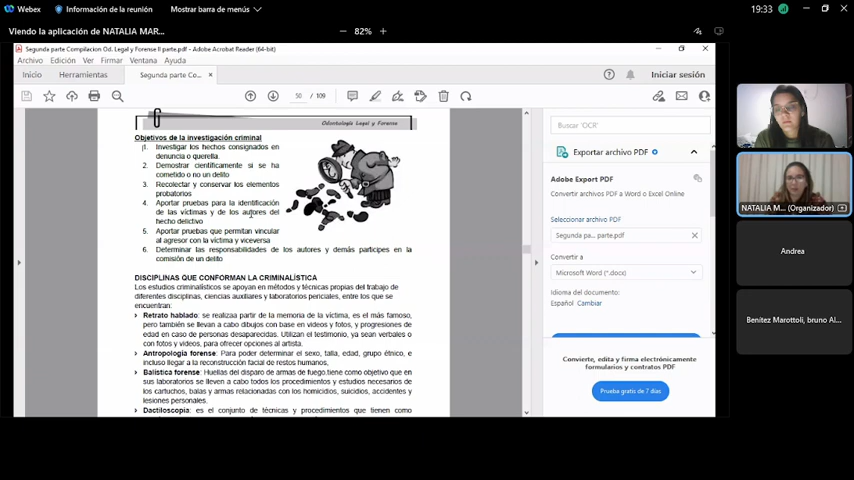 Webex
Información de la reunión
Mostrar barra de menús
19:33
Viendo la aplicación de NATALIA MAR...
82%
Segunda parte Compilacion Od. Legal y Forense II parte.pdf - Adobe Acrobat Reader (64-bit)
Archivo Edición Ver Firmar Ventana Ayuda
Inicio Herramientas Segunda parte Co... × Iniciar sesión
50 / 109
Odontología Legal y Forense
Objetivos de la investigación criminal
1. Investigar los hechos consignados en
denuncia o querella.
2. Demostrar científicamente si se ha
cometido o no un delito
3. Recolectar y conservar los elementos
probatorios
4. Aportar pruebas para la identificación
de las víctimas y de los autores del
hecho delictivo
5. Aportar pruebas que permitan vincular
al agresor con la víctima y viceversa
6. Determinar las responsabilidades de los autores y demás partícipes en la
comisión de un delito
DISCIPLINAS QUE CONFORMAN LA CRIMINALÍSTICA
Los estudios criminalísticos se apoyan en métodos y técnicas propias del trabajo de
diferentes disciplinas, ciencias auxiliares y laboratorios periciales, entre los que se
encuentran:
› Retrato hablado: se realizaa partir de la memoria de la víctima, es el más famoso,
pero también se llevan a cabo dibujos con base en videos y fotos, y progresiones de
edad en caso de personas desaparecidas. Utilizan el testimonio, ya sean verbales o
con fotos y videos, para ofrecer opciones al artista.
› Antropología forense: Para poder determinar el sexo, talla, edad, grupo étnico, e
incluso llegar a la reconstrucción facial de restos humanos,
› Balística forense: Huellas del disparo de armas de fuego.tiene como objetivo que en
sus laboratorios se lleven a cabo todos los procedimientos y estudios necesarios de
los cartuchos, balas y armas relacionadas con los homicidios, suicidios, accidentes y
lesiones personales.
› Dactiloscopía: es el conjunto de técnicas y procedimientos que tienen como
Buscar 'OCR'
Exportar archivo PDF
Adobe Export PDF
Convertir archivos PDF a Word o Excel Online
Seleccionar archivo PDF
Segunda pa... parte.pdf
Convertir a
Microsoft Word (*.docx)
Idioma del documento:
Español Cambiar
Convierte, edita y firma electrónicamente
formularios y contratos PDF
Prueba gratis de 7 días
NATALIA M... (Organizador)
Andrea
Benítez Marottoli, bruno Al...